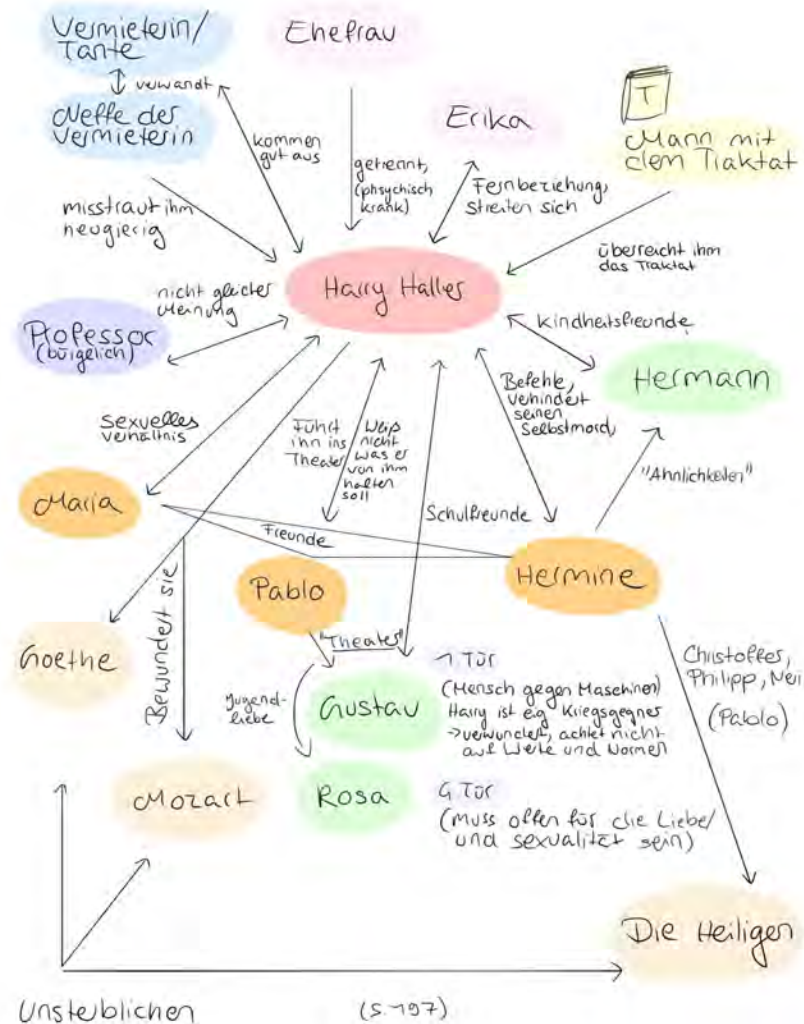 Vermieterin/
Tante
verwandt
Neffe der
Vermieterin
Ehefrau
Erika
T
Mann mit
dem Traktat
kommen
gut aus
getrennt,
(phsychisch
krank)
Fernbeziehung,
streiten sich
misstraut ihm
neugierig
überreicht ihm
das Traktat
Harry Haller
nicht gleicher
Meinung
Professor
(bürgelich)
Kindheitsfreunde
Hermann
Befehle,
verhindert
seinen
Selbstmord
Sexuelles
verhältnis
Führt
ihn ins
Theater
Weiß
nicht
was er
von ihm
halten
soll
"Ähnlichkeiten"
Maria
Schulfreunde
Freunde
Pablo
Hermine
Goethe
Bewundert sie
"Theater"
Jugend-
liebe
Gustav
1. Tür
(Mensch gegen Maschinen)
Harry ist eig Kriegsgegner
→verwundert, achtet nicht
auf Werte und Normen
Christoffer,
Philipp, Neri
(Pablo)
Mozart
Rosa
4. Tür
(muss offen für die Liebe/
und sexualität sein)
Die Heiligen
Unsterblichen
(S.197)